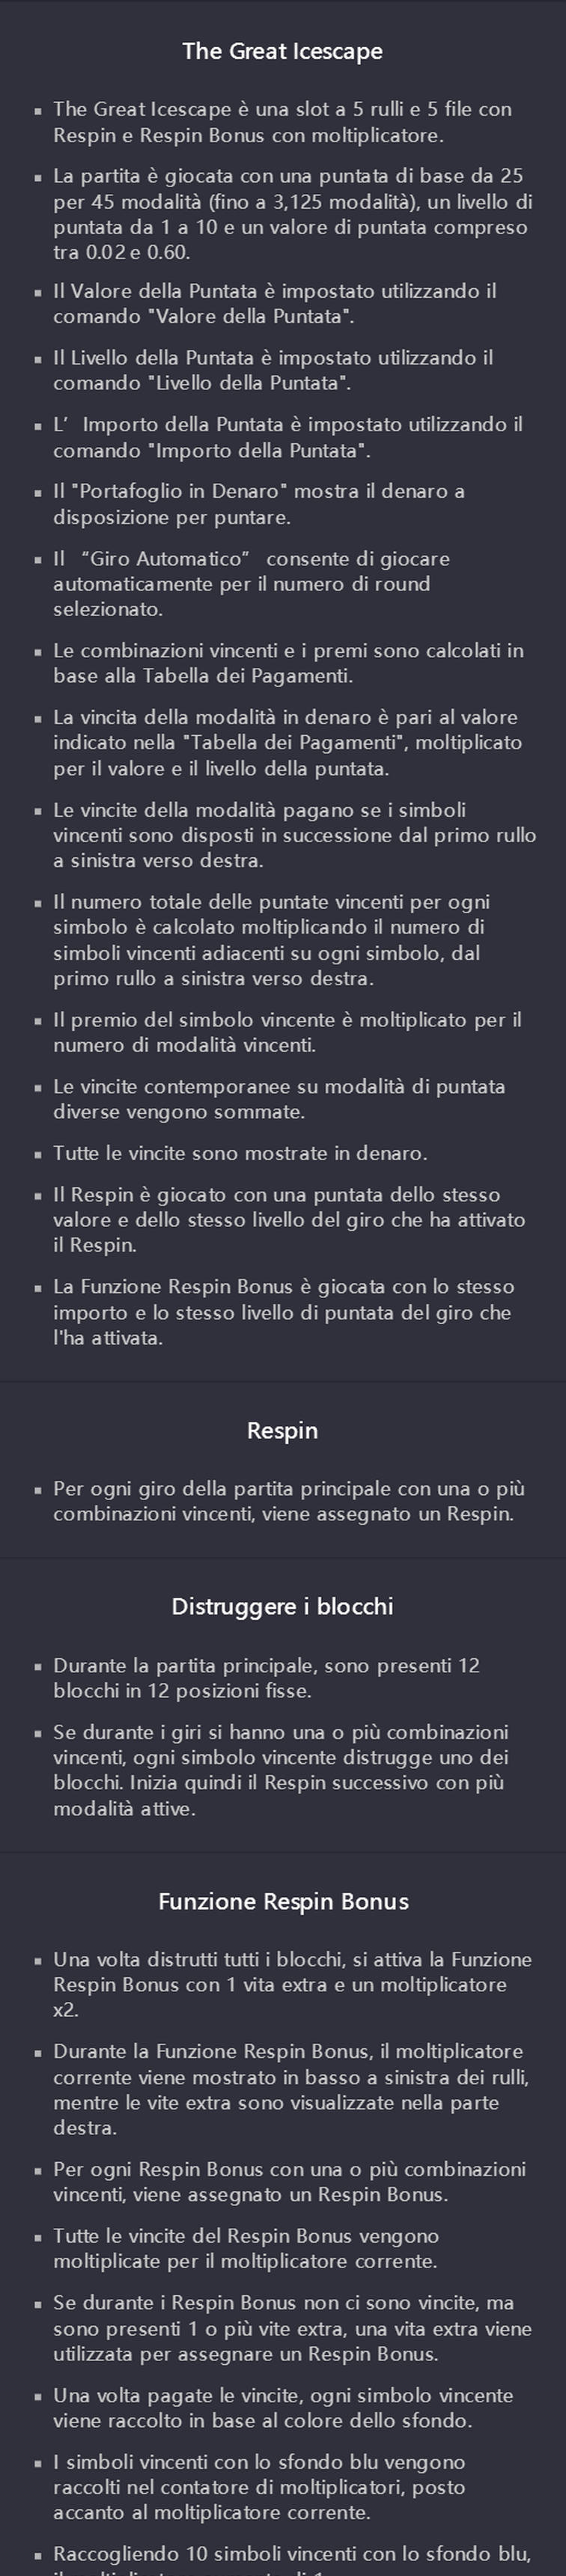 The Great Icescape
The Great Icescape è una slot a 5 rulli e 5 file con
Respin e Respin Bonus con moltiplicatore.
La partita è giocata con una puntata di base da 25
per 45 modalità (fino a 3,125 modalità), un livello di
puntata da 1 a 10 e un valore di puntata compreso
tra 0.02 e 0.60.
Il Valore della Puntata è impostato utilizzando il
comando "Valore della Puntata".
Il Livello della Puntata è impostato utilizzando il
comando "Livello della Puntata".
L’ Importo della Puntata è impostato utilizzando il
comando "Importo della Puntata".
Il "Portafoglio in Denaro" mostra il denaro a
disposizione per puntare.
Il “Giro Automatico” consente di giocare
automaticamente per il numero di round
selezionato.
Le combinazioni vincenti e i premi sono calcolati in
base alla Tabella dei Pagamenti.
La vincita della modalità in denaro è pari al valore
indicato nella "Tabella dei Pagamenti", moltiplicato
per il valore e il livello della puntata.
Le vincite della modalità pagano se i simboli
vincenti sono disposti in successione dal primo rullo
a sinistra verso destra.
Il numero totale delle puntate vincenti per ogni
simbolo è calcolato moltiplicando il numero di
simboli vincenti adiacenti su ogni simbolo, dal
primo rullo a sinistra verso destra.
Il premio del simbolo vincente è moltiplicato per il
numero di modalità vincenti.
Le vincite contemporanee su modalità di puntata
diverse vengono sommate.
Tutte le vincite sono mostrate in denaro.
Il Respin è giocato con una puntata dello stesso
valore e dello stesso livello del giro che ha attivato
il Respin.
La Funzione Respin Bonus è giocata con lo stesso
importo e lo stesso livello di puntata del giro che
l'ha attivata.
Respin
Per ogni giro della partita principale con una o più
combinazioni vincenti, viene assegnato un Respin.
Distruggere i blocchi
Durante la partita principale, sono presenti 12
blocchi in 12 posizioni fisse.
Se durante i giri si hanno una o più combinazioni
vincenti, ogni simbolo vincente distrugge uno dei
blocchi. Inizia quindi il Respin successivo con più
modalità attive.
Funzione Respin Bonus
Una volta distrutti tutti i blocchi, si attiva la Funzione
Respin Bonus con 1 vita extra e un moltiplicatore
x2.
Durante la Funzione Respin Bonus, il moltiplicatore
corrente viene mostrato in basso a sinistra dei rulli,
mentre le vite extra sono visualizzate nella parte
destra.
Per ogni Respin Bonus con una o più combinazioni
vincenti, viene assegnato un Respin Bonus.
Tutte le vincite del Respin Bonus vengono
moltiplicate per il moltiplicatore corrente.
Se durante i Respin Bonus non ci sono vincite, ma
sono presenti 1 o più vite extra, una vita extra viene
utilizzata per assegnare un Respin Bonus.
Una volta pagate le vincite, ogni simbolo vincente
viene raccolto in base al colore dello sfondo.
I simboli vincenti con lo sfondo blu vengono
raccolti nel contatore di moltiplicatori, posto
accanto al moltiplicatore corrente.
Raccogliendo 10 simboli vincenti con lo sfondo blu,